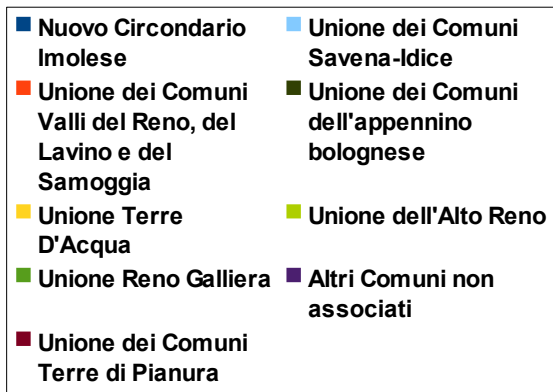 Nuovo Circondario
Imolese
Unione dei Comuni
Savena-Idice
Unione dei Comuni
Valli del Reno, del
Lavino e del
Samoggia
Unione dei Comuni
dell'appennino
bolognese
Unione Terre
D'Acqua
Unione dell'Alto Reno
Unione Reno Galliera
Altri Comuni non
associati
Unione dei Comuni
Terre di Pianura